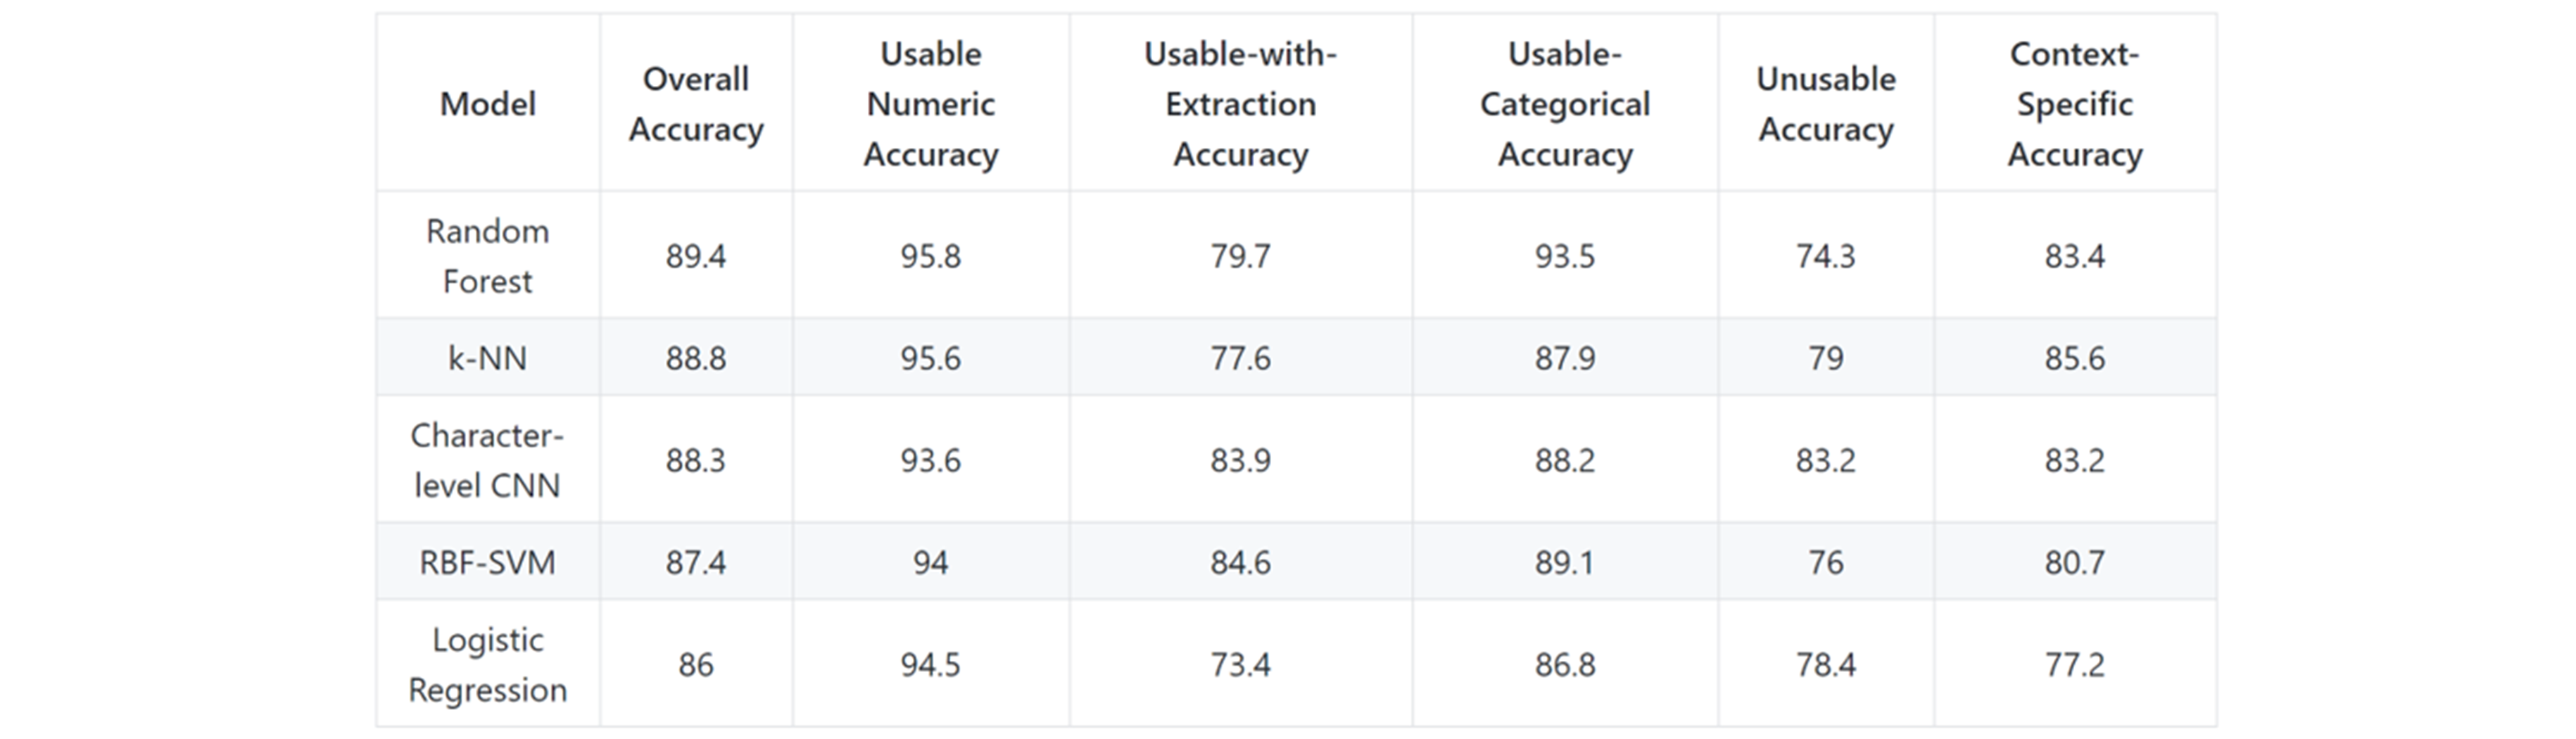 Model
Overall
Accuracy
Usable
Numeric
Accuracy
Usable-with-
Extraction
Accuracy
Usable-
Categorical
Accuracy
Unusable
Accuracy
Context-
Specific
Accuracy
Random
Forest
89.4
95.8
79.7
93.5
74.3
83.4
k-NN
88.8
95.6
77.6
87.9
79
85.6
Character-
level CNN
88.3
93.6
83.9
88.2
83.2
83.2
RBF-SVM
87.4
94
84.6
89.1
76
80.7
Logistic
Regression
86
94.5
73.4
86.8
78.4
77.2